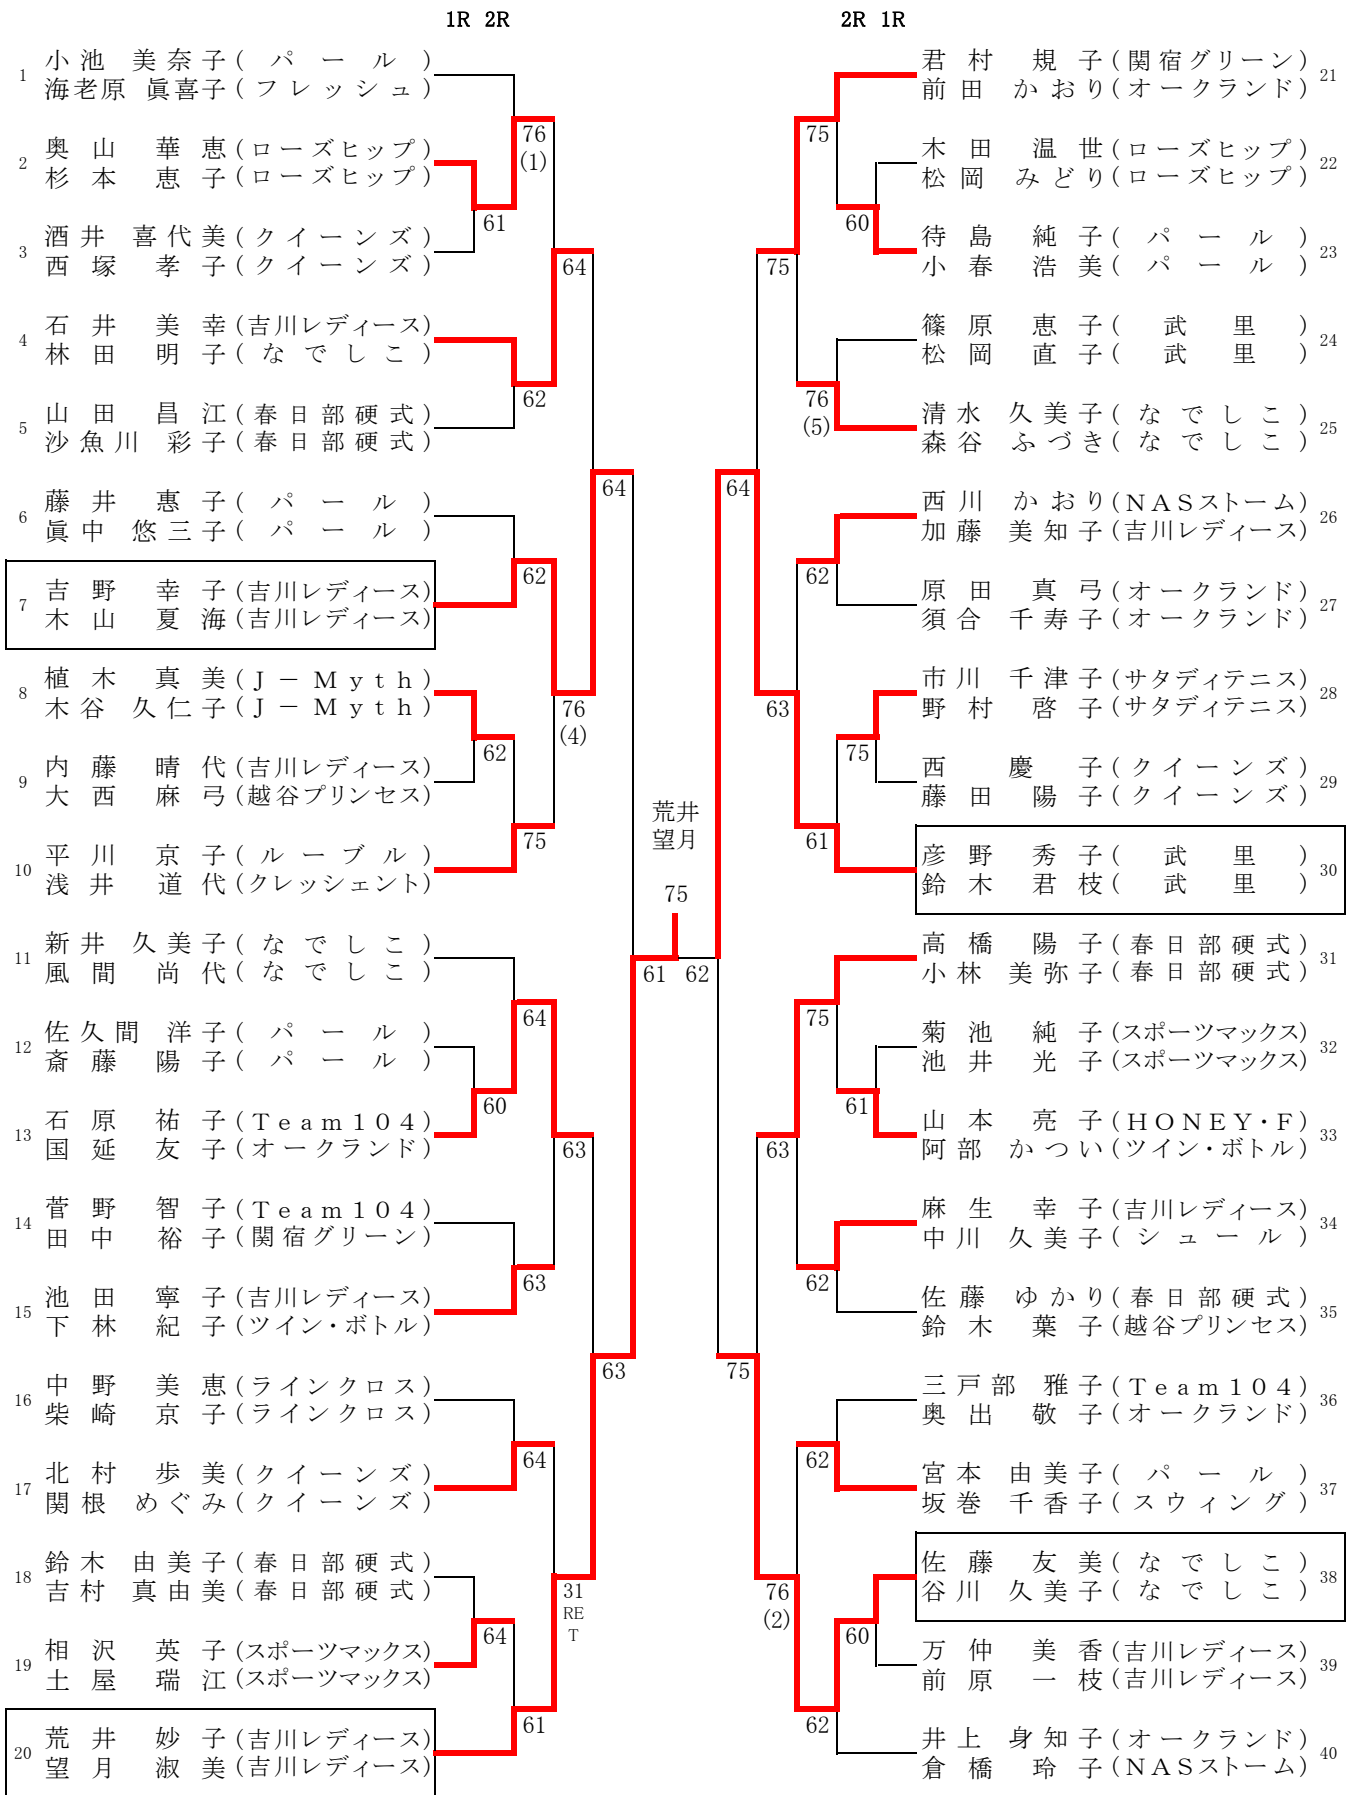 1R 2R
1 小池 美奈子(パール)
海老原 眞喜子(フレッシュ)
2 奥山 華恵(ローズヒップ)
杉本 恵子(ローズヒップ)
3 酒井 喜代美(クイーンズ)
西塚 孝子(クイーンズ)
4 石井 美幸(吉川レディース)
林田 明子(なでしこ)
5 山田 昌江(春日部硬式)
沙魚川 彩子(春日部硬式)
6 藤井 惠子(パール)
眞中 悠三子(パール)
7 吉野 幸子(吉川レディース)
木山 夏海(吉川レディース)
8 植木 真美(J-Myth)
木谷 久仁子(J-Myth)
9 内藤 晴代(吉川レディース)
大西 麻弓(越谷プリンセス)
10 平川 京子(ルーブル)
浅井 道代(クレッシェント)
11 新井 久美子(なでしこ)
風間 尚代(なでしこ)
12 佐久間 洋子(パール)
斎藤 陽子(パール)
13 石原 祐子(Team104)
国延 友子(オークランド)
14 菅野 智子(Team104)
田中 裕子(関宿グリーン)
15 池田 寧子(吉川レディース)
下林 紀子(ツイン・ボトル)
16 中野 美恵(ラインクロス)
柴崎 京子(ラインクロス)
17 北村 歩美(クイーンズ)
関根 めぐみ(クイーンズ)
18 鈴木 由美子(春日部硬式)
吉村 真由美(春日部硬式)
19 相沢 英子(スポーツマックス)
土屋 瑞江(スポーツマックス)
20 荒井 妙子(吉川レディース)
望月 淑美(吉川レディース)
76
(1)
61
64
62
64
62
76
(4)
62
75
64
60
63
63
63
64
31
RE
T
64
61
荒井
望月
75
61 62
2R 1R
君村 規子(関宿グリーン) 21
前田 かおり(オークランド)
木田 温世(ローズヒップ) 22
松岡 みどり(ローズヒップ)
待島 純子(パール) 23
小春 浩美(パール)
篠原 恵子(武里) 24
松岡 直子(武里)
清水 久美子(なでしこ) 25
森谷 ふづき(なでしこ)
西川 かおり(NASストーム) 26
加藤 美知子(吉川レディース)
原田 真弓(オークランド) 27
須合 千寿子(オークランド)
市川 千津子(サタディテニス) 28
野村 啓子(サタディテニス)
西 慶子(クイーンズ) 29
藤田 陽子(クイーンズ)
彦野 秀子(武里) 30
鈴木 君枝(武里)
高橋 陽子(春日部硬式) 31
小林 美弥子(春日部硬式)
菊池 純子(スポーツマックス) 32
池井 光子(スポーツマックス)
山本 亮子(HONEY・F) 33
阿部 かつい(ツイン・ボトル)
麻生 幸子(吉川レディース) 34
中川 久美子(シュール)
佐藤 ゆかり(春日部硬式) 35
鈴木 葉子(越谷プリンセス)
三戸部 雅子(Team104) 36
奥出 敬子(オークランド)
宮本 由美子(パール) 37
坂巻 千香子(スウィング)
佐藤 友美(なでしこ) 38
谷川 久美子(なでしこ)
万仲 美香(吉川レディース) 39
前原 一枝(吉川レディース)
井上 身知子(オークランド) 40
倉橋 玲子(NASストーム)
75
60
75
76
(5)
64
62
63
75
61
75
61
63
62
75
62
76
(2)
60
62